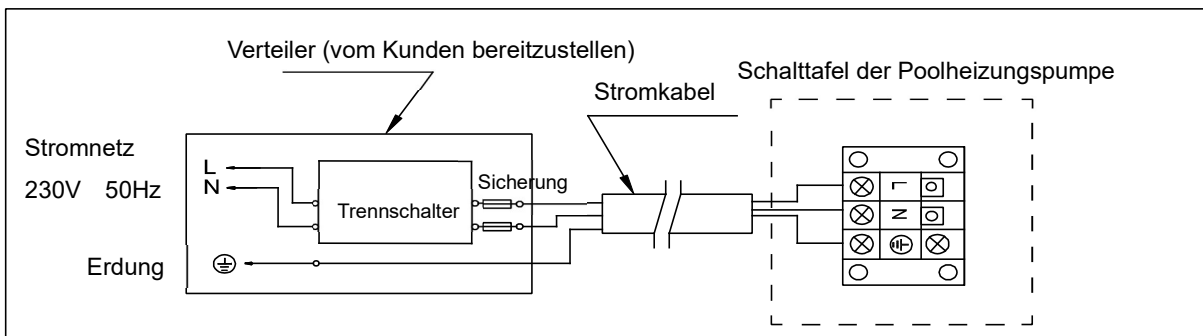 Verteiler (vom Kunden bereitzustellen)
Schalttafel der Poolheizungspumpe
Stromkabel
Stromnetz
230V 50Hz
L
N
Sicherung
Trennschalter
Erdung
L
N